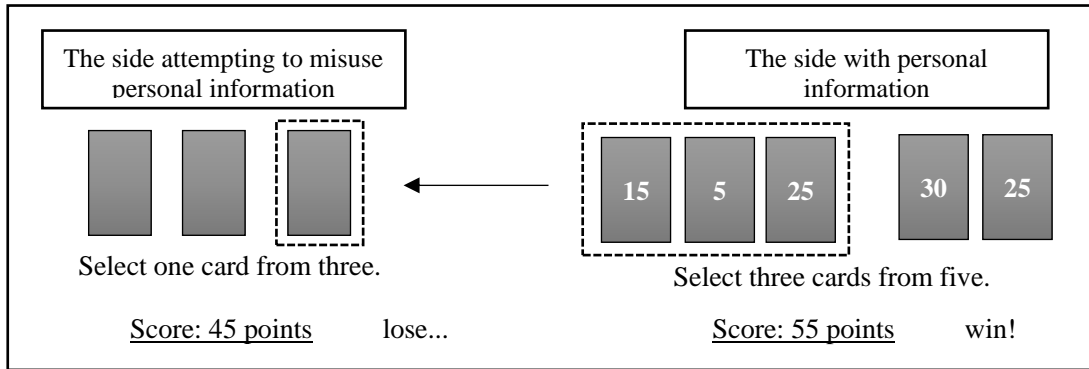 The side attempting to misuse
personal information
The side with personal
information
15 5 25 30 25
Select one card from three.
Select three cards from five.
Score: 45 points lose...
Score: 55 points win!